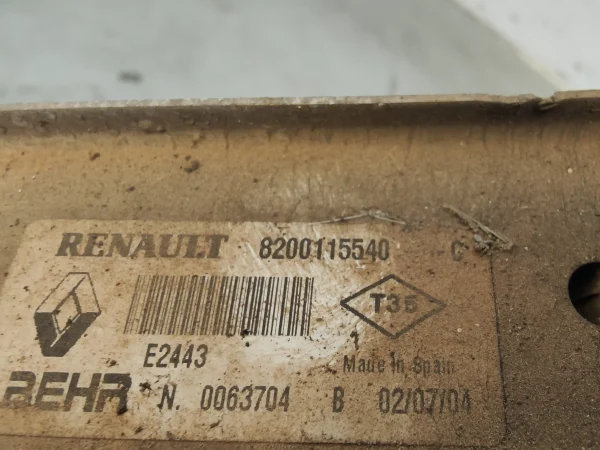 RENAULT 8200115540 C
T35
E2443
Made in Spain
BEHR N. 0063704 B 02/07/04